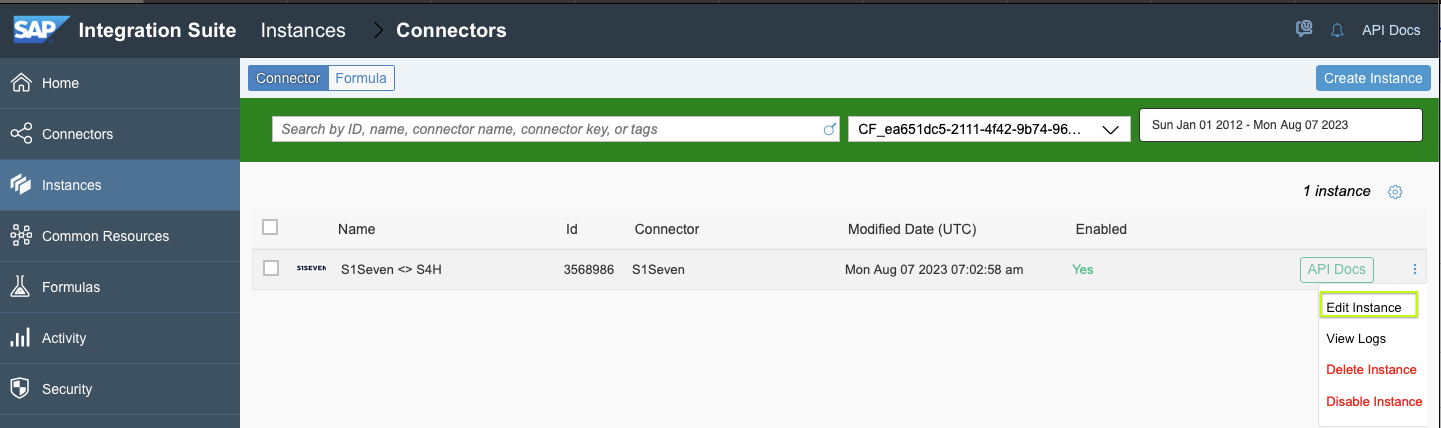 SAP Integration Suite Instances > Connectors API Docs
Home
Connectors
Instances
Common Resources
Formulas
Activity
Security
Connector Formula Create Instance
Search by ID, name, connector name, connector key, or tags CF_ea651dc5-2111-4f42-9b74-96... Sun Jan 01 2012 - Mon Aug 07 2023
1 instance
Name Id Connector Modified Date (UTC) Enabled
S1SEVEN S1Seven <> S4H 3568986 S1Seven Mon Aug 07 2023 07:02:58 am Yes API Docs
Edit Instance
View Logs
Delete Instance
Disable Instance